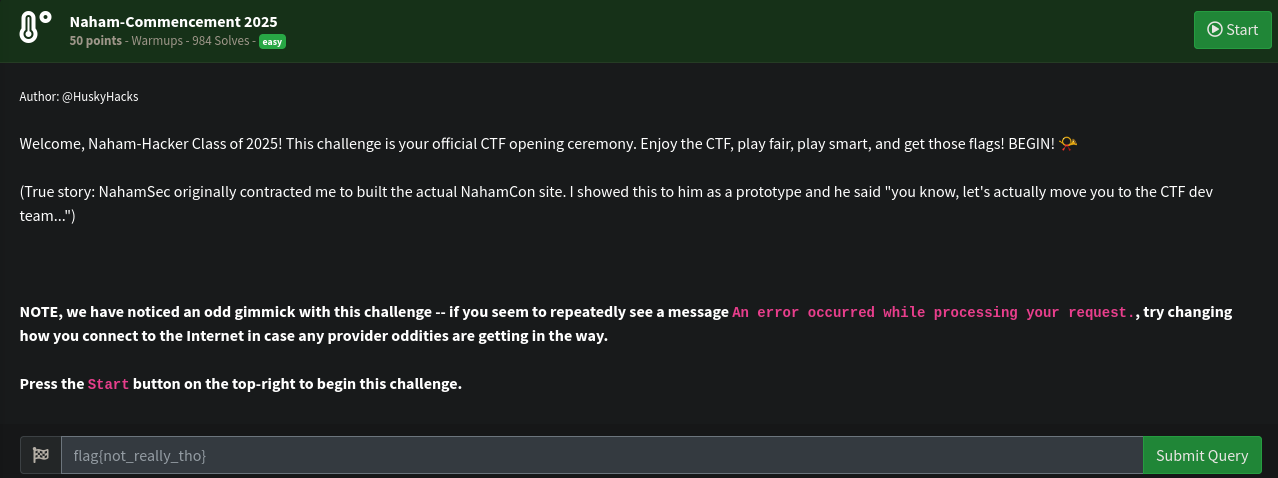 Naham-Commencement 2025
50 points - Warmups - 984 Solves - easy
Start
Author: @HuskyHacks
Welcome, Naham-Hacker Class of 2025! This challenge is your official CTF opening ceremony. Enjoy the CTF, play fair, play smart, and get those flags! BEGIN!
(True story: NahamSec originally contracted me to built the actual NahamCon site. I showed this to him as a prototype and he said "you know, let's actually move you to the CTF dev
team...")
NOTE, we have noticed an odd gimmick with this challenge -- if you seem to repeatedly see a message An error occurred while processing your request., try changing
how you connect to the Internet in case any provider oddities are getting in the way.
Press the Start button on the top-right to begin this challenge.
flag{not_really_tho}
Submit Query